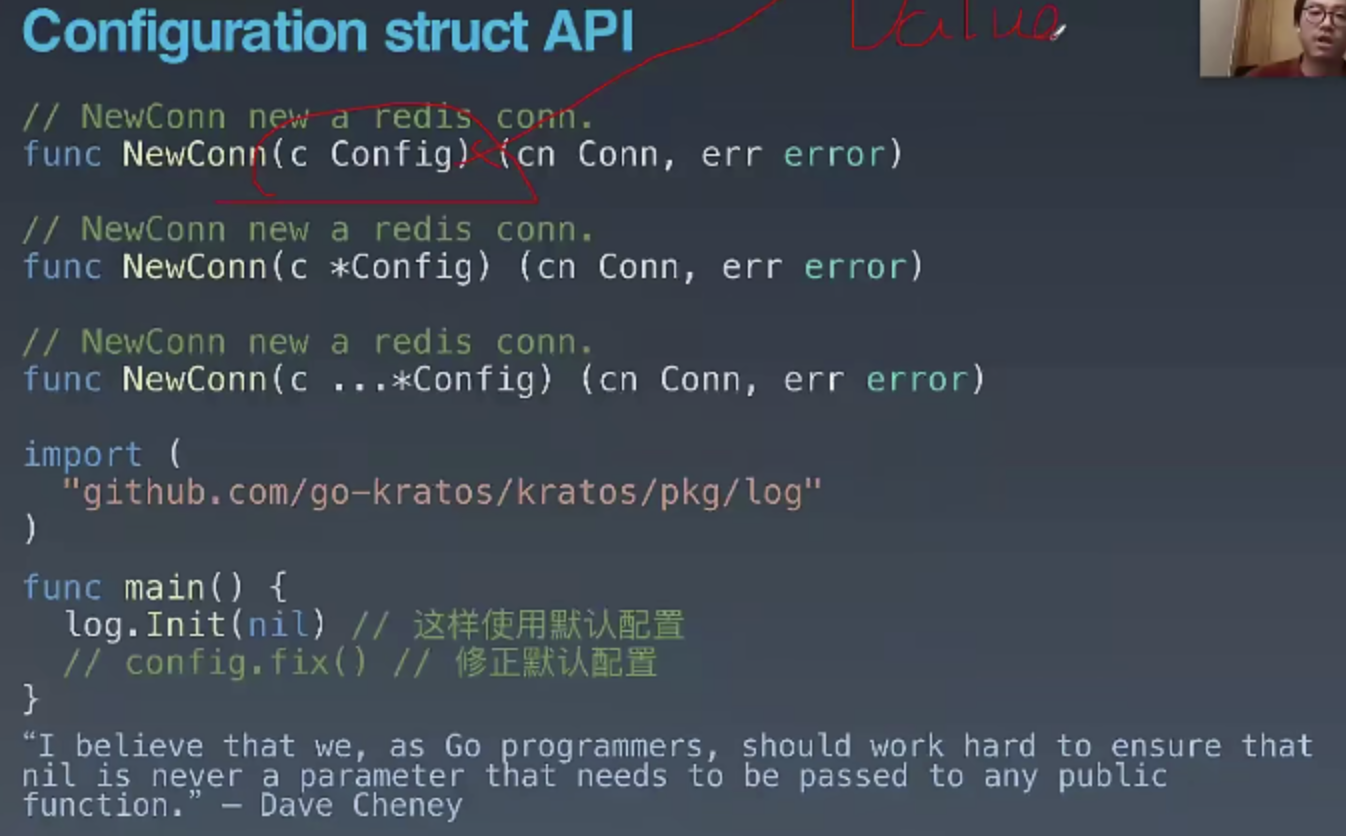 Configuration struct API
Value
// NewConn new a redis conn.
func NewConn(c Config) (cn Conn, err error)
// NewConn new a redis conn.
func NewConn(c *Config) (cn Conn, err error)
// NewConn new a redis conn.
func NewConn(c ...*Config) (cn Conn, err error)
import (
"github.com/go-kratos/kratos/pkg/log"
)
func main() {
log.Init(nil) // 这样使用默认配置
// config.fix() // 修正默认配置
}
“I believe that we, as Go programmers, should work hard to ensure that
nil is never a parameter that needs to be passed to any public
function.” – Dave Cheney